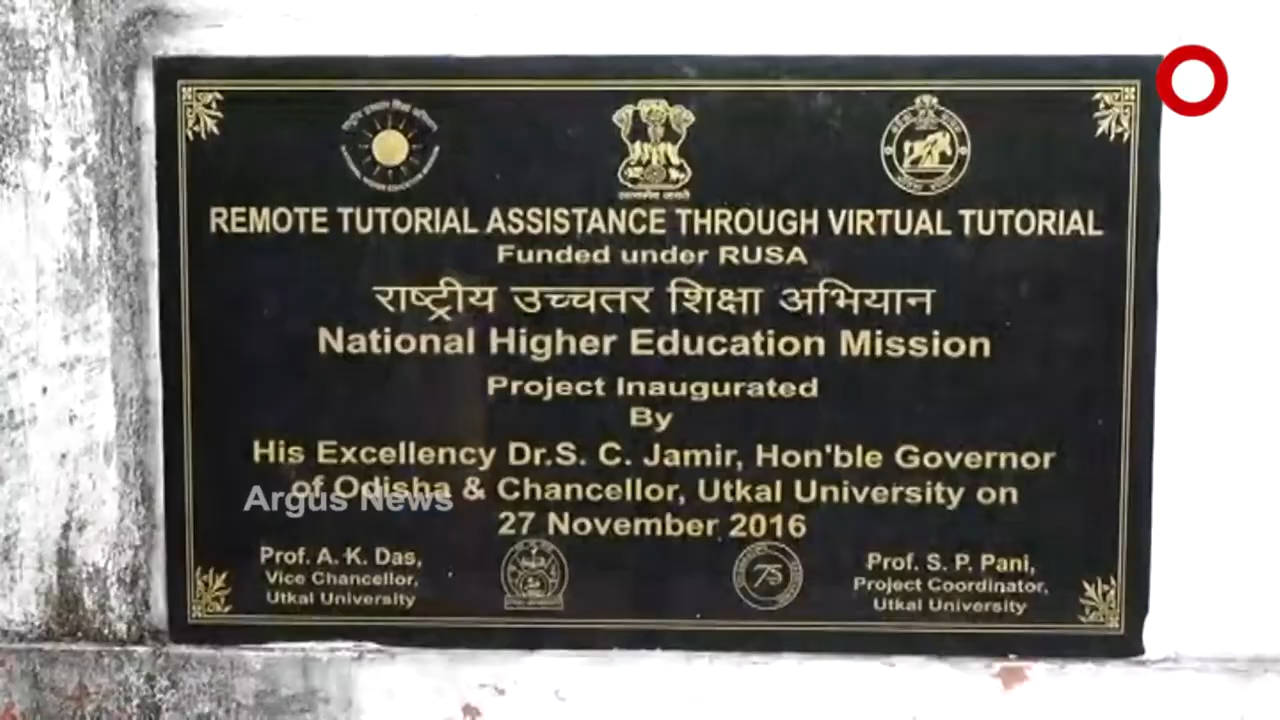 REMOTE TUTORIAL ASSISTANCE THROUGH VIRTUAL TUTORIAL
Funded under RUSA
राष्ट्रीय उच्चतर शिक्षा अभियान
National Higher Education Mission
Project Inaugurated
By
His Excellency Dr.S. C. Jamir, Hon'ble Governor
of Odisha & Chancellor, Utkal University on
Argus News
27 November 2016
Prof. A. K. Das,
Vice Chancellor,
Utkal University
75
Prof. S. P. Pani,
Project Coordinator,
Utkal University